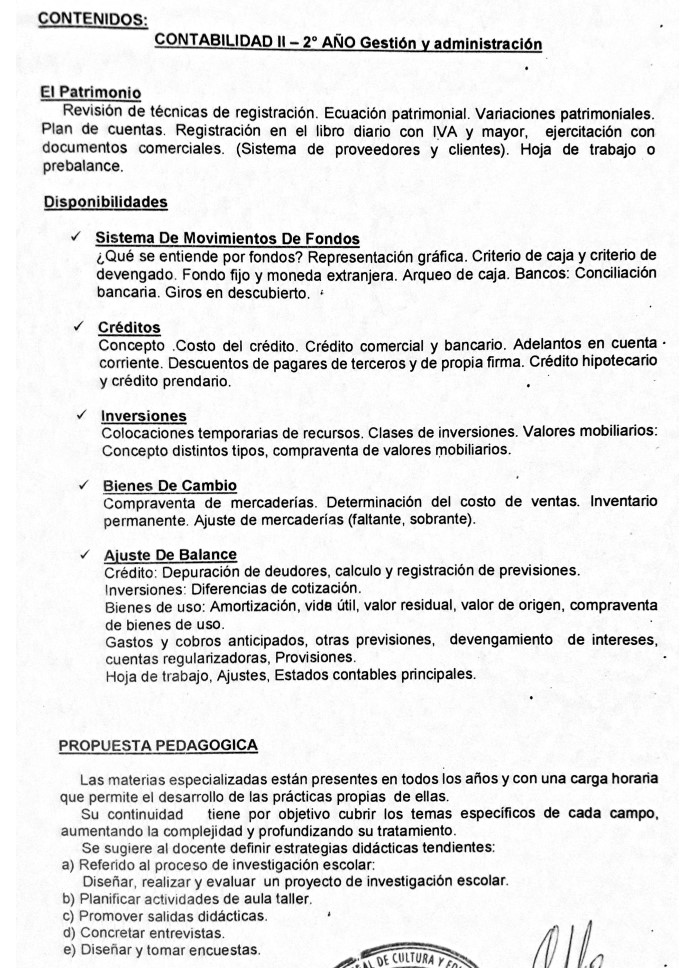 CONTENIDOS:
CONTABILIDAD II – 2° AÑO Gestión y administración
El Patrimonio
Revisión de técnicas de registración. Ecuación patrimonial. Variaciones patrimoniales.
Plan de cuentas. Registración en el libro diario con IVA y mayor, ejercitación con
documentos comerciales. (Sistema de proveedores y clientes). Hoja de trabajo o
prebalance.
Disponibilidades
✓ Sistema De Movimientos De Fondos
¿Qué se entiende por fondos? Representación gráfica. Criterio de caja y criterio de
devengado. Fondo fijo y moneda extranjera. Arqueo de caja. Bancos: Conciliación
bancaria. Giros en descubierto.
✓ Créditos
Concepto .Costo del crédito. Crédito comercial y bancario. Adelantos en cuenta
corriente. Descuentos de pagares de terceros y de propia firma. Crédito hipotecario
y crédito prendario.
✓ Inversiones
Colocaciones temporarias de recursos. Clases de inversiones. Valores mobiliarios:
Concepto distintos tipos, compraventa de valores mobiliarios.
✓ Bienes De Cambio
Compraventa de mercaderías. Determinación del costo de ventas. Inventario
permanente. Ajuste de mercaderías (faltante, sobrante).
✓ Ajuste De Balance
Crédito: Depuración de deudores, calculo y registración de previsiones.
Inversiones: Diferencias de cotización.
Bienes de uso: Amortización, vida útil, valor residual, valor de origen, compraventa
de bienes de uso.
Gastos y cobros anticipados, otras previsiones, devengamiento de intereses,
cuentas regularizadoras, Provisiones.
Hoja de trabajo, Ajustes, Estados contables principales.
PROPUESTA PEDAGOGICA
Las materias especializadas están presentes en todos los años y con una carga horaria
que permite el desarrollo de las prácticas propias de ellas.
Su continuidad tiene por objetivo cubrir los temas específicos de cada campo,
aumentando la complejidad y profundizando su tratamiento.
Se sugiere al docente definir estrategias didácticas tendientes:
a) Referido al proceso de investigación escolar:
Diseñar, realizar y evaluar un proyecto de investigación escolar.
b) Planificar actividades de aula taller.
c) Promover salidas didácticas.
d) Concretar entrevistas.
e) Diseñar y tomar encuestas.
DE CULTURA Y